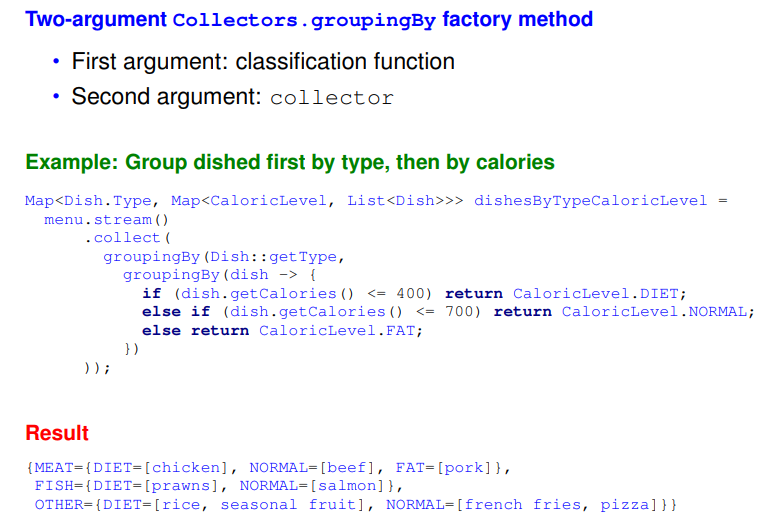 Two-argument Collectors.groupingBy factory method
• First argument: classification function
• Second argument: collector
Example: Group dished first by type, then by calories
Map<Dish.Type, Map<CaloricLevel, List<Dish>>> dishesByTypeCaloricLevel =
  menu.stream()
      .collect(
        groupingBy(Dish::getType,
          groupingBy(dish -> {
            if (dish.getCalories() <= 400) return CaloricLevel.DIET;
            else if (dish.getCalories() <= 700) return CaloricLevel.NORMAL;
            else return CaloricLevel.FAT;
          })
      ));
Result
{MEAT={DIET=[chicken], NORMAL=[beef], FAT=[pork]},
 FISH={DIET=[prawns], NORMAL=[salmon]},
 OTHER={DIET=[rice, seasonal fruit], NORMAL=[french fries, pizza]}}